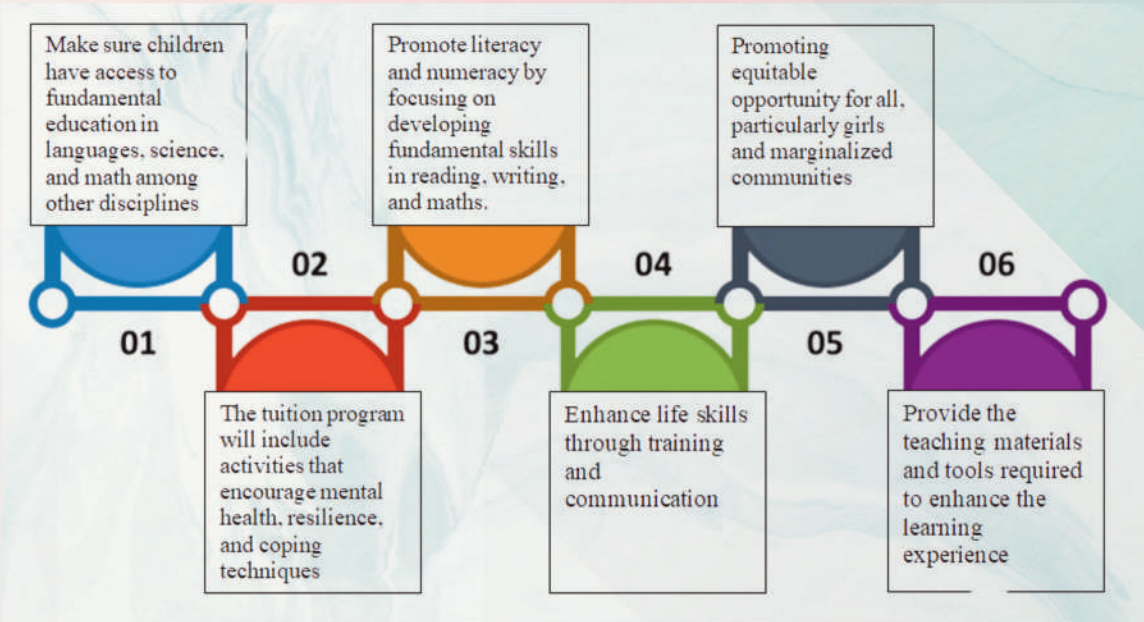 Make sure children
have access to
fundamental
education in
languages, science,
and math among
other disciplines
01
02
The tuition program
will include
activities that
encourage mental
health, resilience,
and coping
techniques
Promote literacy
and numeracy by
focusing on
developing
fundamental skills
in reading, writing,
and maths.
03
04
Enhance life skills
through training
and
communication
Promoting
equitable
opportunity for all,
particularly girls
and marginalized
communities
05
06
Provide the
teaching materials
and tools required
to enhance the
learning
experience